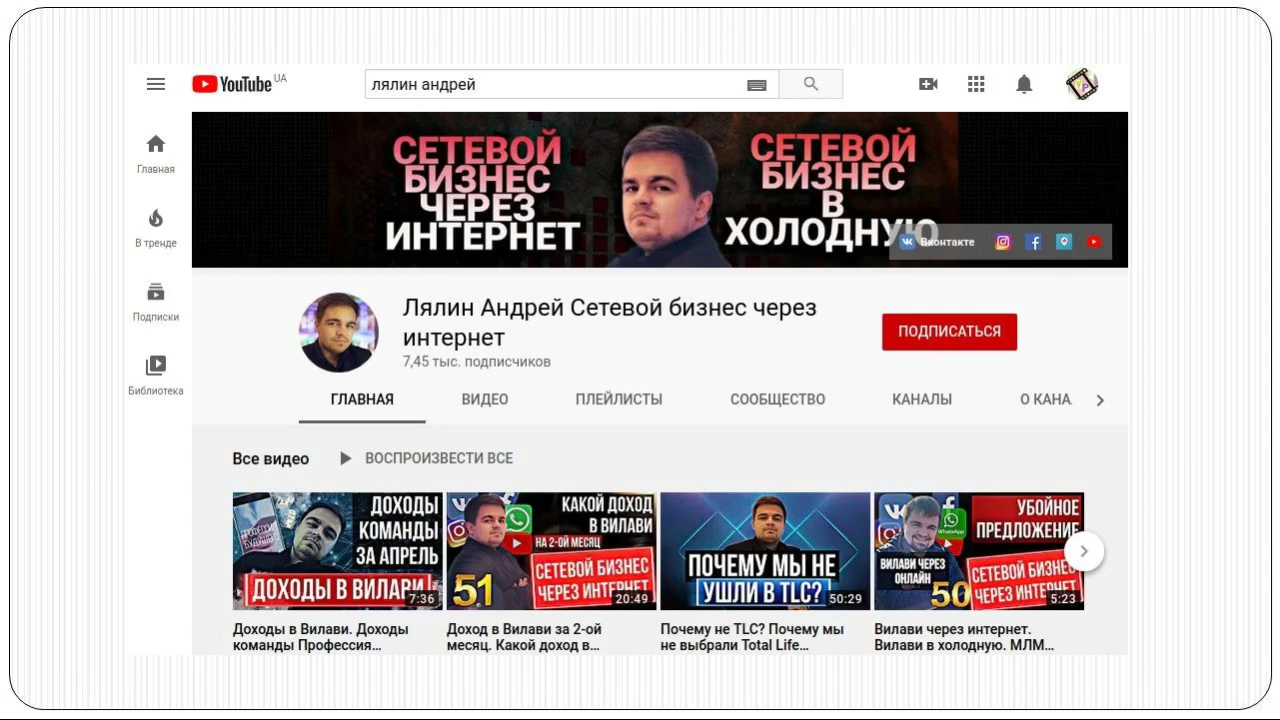 YouTube UA
лялин андрей
Главная
В тренде
Подписки
Библиотека
СЕТЕВОЙ
БИЗНЕС
ЧЕРЕЗ
ИНТЕРНЕТ
СЕТЕВОЙ
БИЗНЕС
В
ХОЛОДНУЮ
Вконтакте
Лялин Андрей Сетевой бизнес через
интернет
7,45 тыс. подписчиков
ПОДПИСАТЬСЯ
ГЛАВНАЯ ВИДЕО ПЛЕЙЛИСТЫ СООБЩЕСТВО КАНАЛЫ О КАНА
Все видео ВОСПРОИЗВЕСТИ ВСЕ
ДОХОДЫ
КОМАНДЫ
ЗА АПРЕЛЬ
ДОХОДЫ В ВИЛАВИ
7:36
Доходы в Вилави. Доходы
команды Профессия...
КАКОЙ ДОХОД
В ВИЛАВИ
НА 2-ОЙ МЕСЯЦ
51
СЕТЕВОЙ БИЗНЕС
ЧЕРЕЗ ИНТЕРНЕТ
20:49
Доход в Вилави за 2-ой
месяц. Какой доход в...
ПОЧЕМУ МЫ НЕ
УШЛИ В TLC?
50:29
Почему не TLC? Почему мы
не выбрали Total Life...
УБОЙНОЕ
ПРЕДЛОЖЕНИЕ
WhatsApp
ВИЛАВИ ЧЕРЕЗ
ОНЛАЙН
50
СЕТЕВОЙ БИЗНЕС
ЧЕРЕЗ ИНТЕРНЕТ
5:23
Вилави через интернет.
Вилави в холодную. МЛМ...